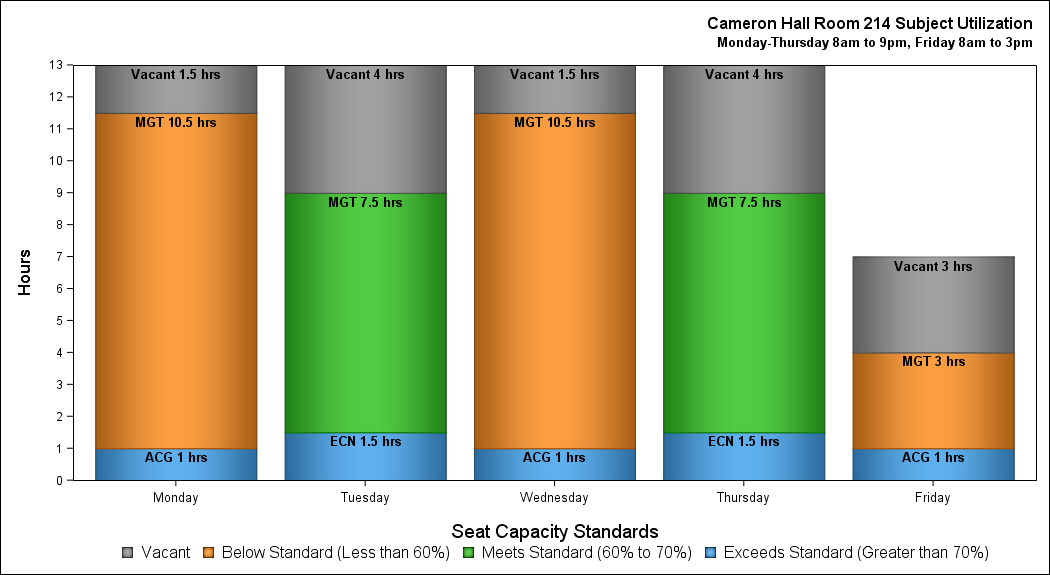 Cameron Hall Room 214 Subject Utilization
Monday-Thursday 8am to 9pm, Friday 8am to 3pm
Hours
13
12
11
10
9
8
7
6
5
4
3
2
1
0
Vacant 1.5 hrs
MGT 10.5 hrs
ACG 1 hrs
Vacant 4 hrs
MGT 7.5 hrs
ECN 1.5 hrs
Vacant 1.5 hrs
MGT 10.5 hrs
ACG 1 hrs
Vacant 4 hrs
MGT 7.5 hrs
ECN 1.5 hrs
Vacant 3 hrs
MGT 3 hrs
ACG 1 hrs
Monday Tuesday Wednesday Thursday Friday
Seat Capacity Standards
Vacant Below Standard (Less than 60%) Meets Standard (60% to 70%) Exceeds Standard (Greater than 70%)